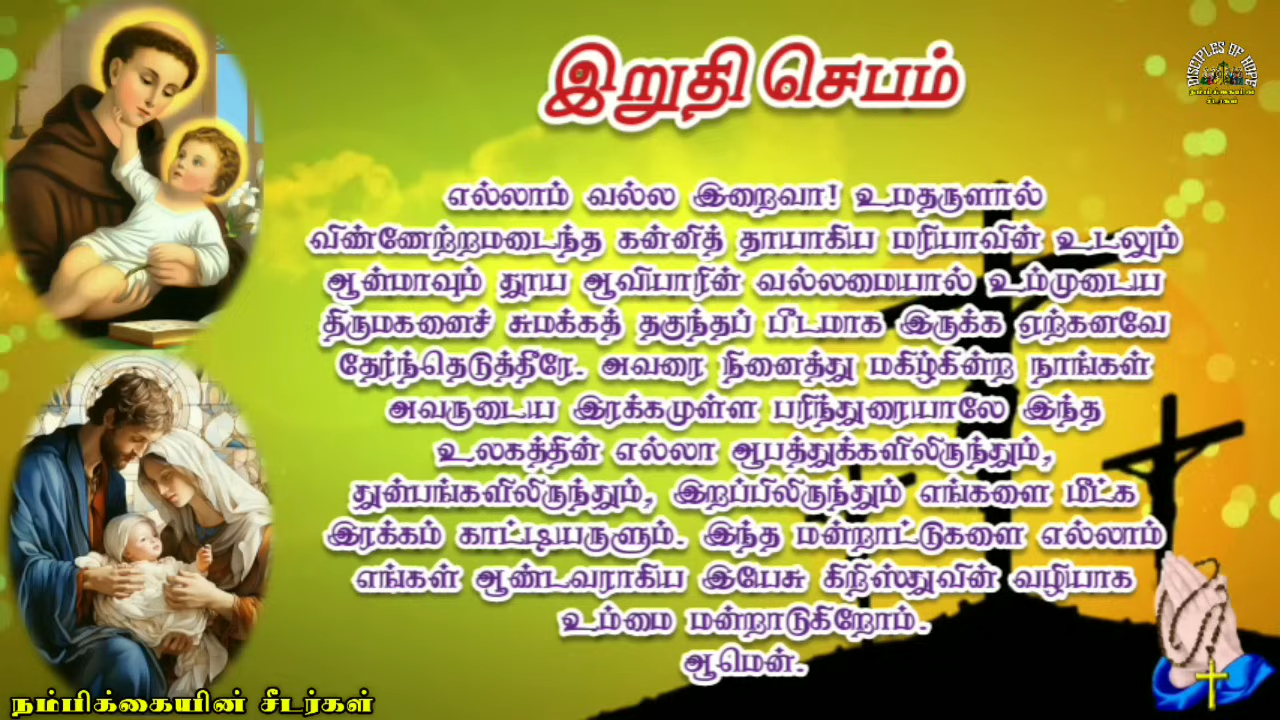 இறுதி செபம்
DISCIPLES OF HOPE
நம்பிக்கையின்
சீடர்கள்
எல்லாம் வல்ல இறைவா! உமதருளால்
விண்ணேற்றமடைந்த கன்னித் தாயாகிய மரியாவின் உடலும்
ஆன்மாவும் தூய ஆவியாரின் வல்லமையால் உம்முடைய
திருமகனைச் சுமக்கத் தகுந்தப் பீடமாக இருக்க ஏற்கனவே
தேர்ந்தெடுத்தீரே. அவரை நினைத்து மகிழ்கின்ற நாங்கள்
அவருடைய இரக்கமுள்ள பரிந்துரையாலே இந்த
உலகத்தின் எல்லா ஆபத்துக்களிலிருந்தும்,
துன்பங்களிலிருந்தும், இறப்பிலிருந்தும் எங்களை மீட்க
இரக்கம் காட்டியருளும். இந்த மன்றாட்டுகளை எல்லாம்
எங்கள் ஆண்டவராகிய இயேசு கிறிஸ்துவின் வழியாக
உம்மை மன்றாடுகிறோம்.
ஆமென்.
நம்பிக்கையின் சீடர்கள்